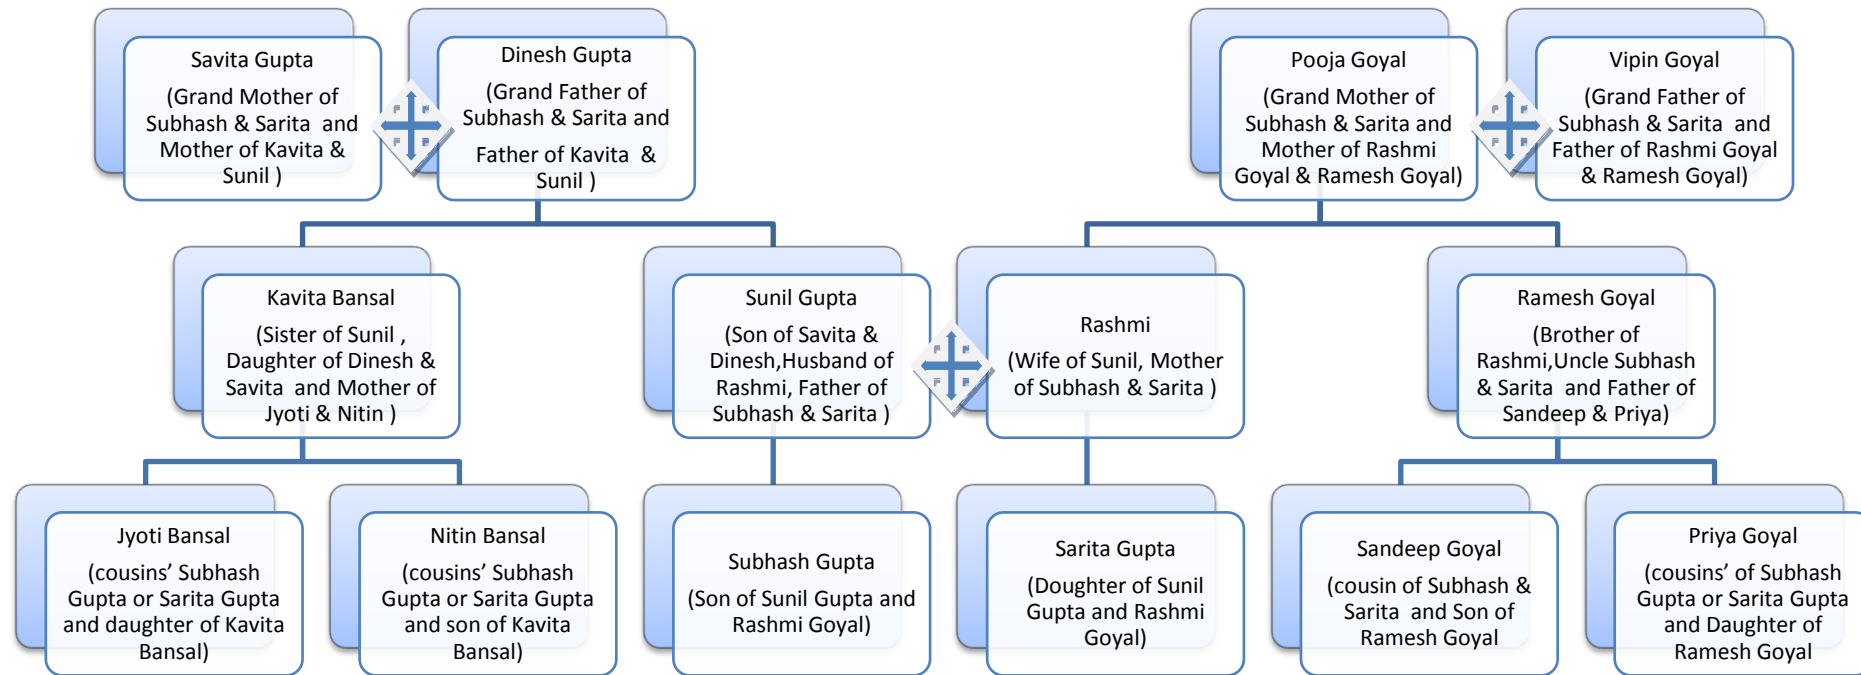 Savita Gupta
(Grand Mother of
Subhash & Sarita and
Mother of Kavita &
Sunil )
Dinesh Gupta
(Grand Father of
Subhash & Sarita and
Father of Kavita &
Sunil )
Pooja Goyal
(Grand Mother of
Subhash & Sarita and
Mother of Rashmi
Goyal & Ramesh Goyal)
Vipin Goyal
(Grand Father of
Subhash & Sarita and
Father of Rashmi Goyal
& Ramesh Goyal)
Kavita Bansal
(Sister of Sunil ,
Daughter of Dinesh &
Savita and Mother of
Jyoti & Nitin )
Sunil Gupta
(Son of Savita &
Dinesh,Husband of
Rashmi, Father of
Subhash & Sarita )
Rashmi
(Wife of Sunil, Mother
of Subhash & Sarita )
Ramesh Goyal
(Brother of
Rashmi,Uncle Subhash
& Sarita and Father of
Sandeep & Priya)
Jyoti Bansal
(cousins’ Subhash
Gupta or Sarita Gupta
and daughter of Kavita
Bansal)
Nitin Bansal
(cousins’ Subhash
Gupta or Sarita Gupta
and son of Kavita
Bansal)
Subhash Gupta
(Son of Sunil Gupta and
Rashmi Goyal)
Sarita Gupta
(Doughter of Sunil
Gupta and Rashmi
Goyal)
Sandeep Goyal
(cousin of Subhash &
Sarita and Son of
Ramesh Goyal
Priya Goyal
(cousins’ of Subhash
Gupta or Sarita Gupta
and Daughter of
Ramesh Goyal